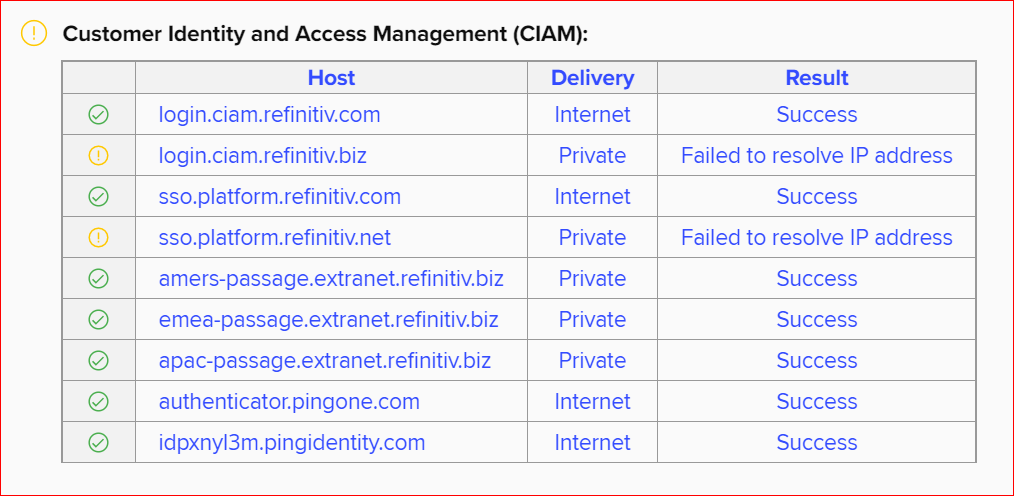 Customer Identity and Access Management (CIAM):
Host Delivery Result
login.ciam.refinitiv.com Internet Success
login.ciam.refinitiv.biz Private Failed to resolve IP address
sso.platform.refinitiv.com Internet Success
sso.platform.refinitiv.net Private Failed to resolve IP address
amers-passage.extranet.refinitiv.biz Private Success
emea-passage.extranet.refinitiv.biz Private Success
apac-passage.extranet.refinitiv.biz Private Success
authenticator.pingone.com Internet Success
idpxnyl3m.pingidentity.com Internet Success